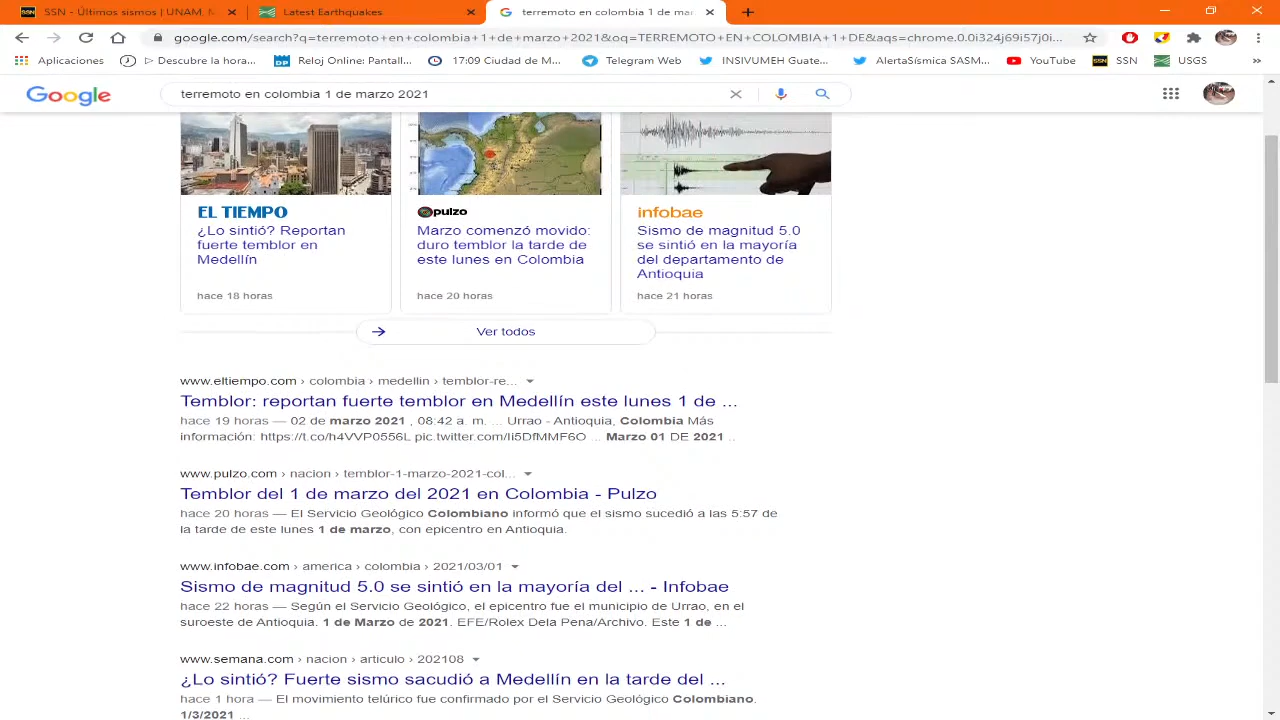 SSN - Últimos sismos | UNAM, M
Latest Earthquakes
terremoto en colombia 1 de mar
google.com/search?q=terremoto+en+colombia+1+de+marzo+2021&oq=TERREMOTO+EN+COLOMBIA+1+DE&aqs=chrome.0.0i324j69i57j0i...
Aplicaciones
▷ Descubre la hora...
Reloj Online: Pantall...
17:09 Ciudad de M...
Telegram Web
INSIVUMEH Guate...
AlertaSísmica SASM...
YouTube
SSN
USGS
»
Google
terremoto en colombia 1 de marzo 2021
EL TIEMPO
¿Lo sintió? Reportan
fuerte temblor en
Medellín
hace 18 horas
pulzo
Marzo comenzó movido:
duro temblor la tarde de
este lunes en Colombia
hace 20 horas
infobae
Sismo de magnitud 5.0
se sintió en la mayoría
del departamento de
Antioquia
hace 21 horas
Ver todos
www.eltiempo.com › colombia › medellin › temblor-re...
Temblor: reportan fuerte temblor en Medellín este lunes 1 de ...
hace 19 horas — 02 de marzo 2021 , 08:42 a. m. ... Urrao - Antioquia, Colombia Más
información: https://t.co/h4VVP0556L pic.twitter.com/Ii5DfMMF6O ... Marzo 01 DE 2021 ..
www.pulzo.com › nacion › temblor-1-marzo-2021-col...
Temblor del 1 de marzo del 2021 en Colombia - Pulzo
hace 20 horas — El Servicio Geológico Colombiano informó que el sismo sucedió a las 5:57 de
la tarde de este lunes 1 de marzo, con epicentro en Antioquia.
www.infobae.com › america › colombia › 2021/03/01
Sismo de magnitud 5.0 se sintió en la mayoría del ... - Infobae
hace 22 horas — Según el Servicio Geológico, el epicentro fue el municipio de Urrao, en el
suroeste de Antioquia. 1 de Marzo de 2021. EFE/Rolex Dela Pena/Archivo. Este 1 de ...
www.semana.com › nacion › articulo › 202108
¿Lo sintió? Fuerte sismo sacudió a Medellín en la tarde del ...
hace 1 hora — El movimiento telúrico fue confirmado por el Servicio Geológico Colombiano.
1/3/2021 ...